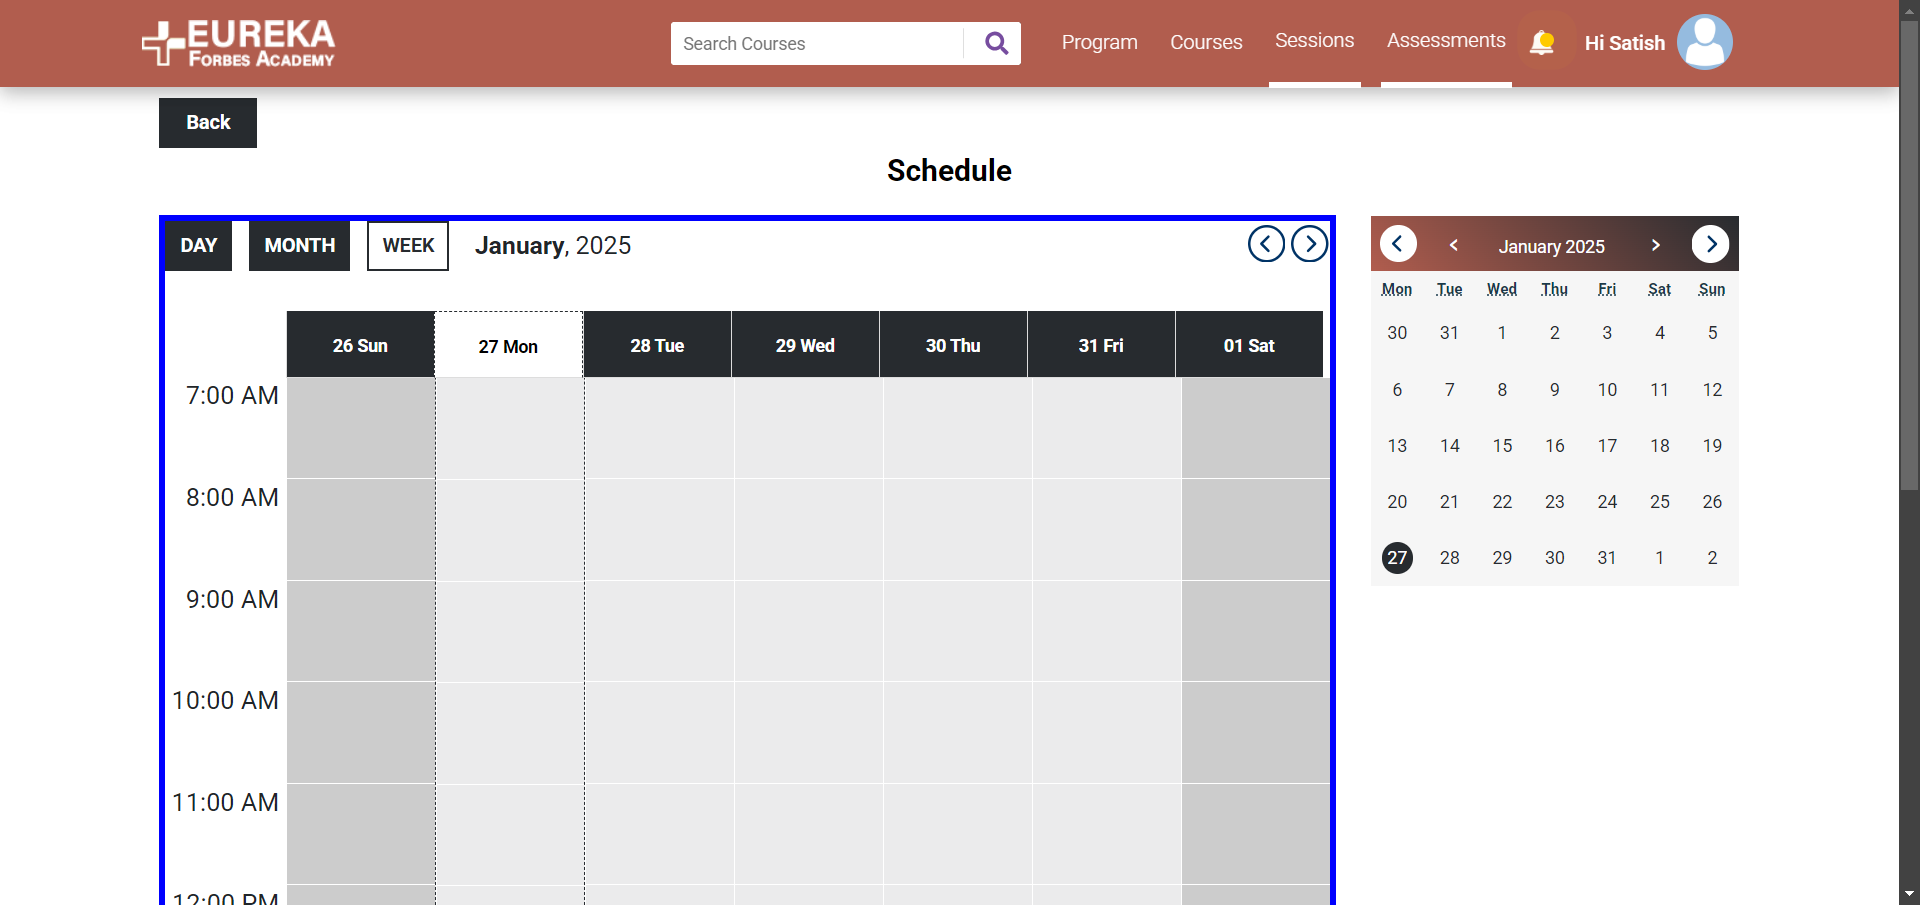 EUREKA
FORBES ACADEMY
Search Courses
Program Courses Sessions Assessments Hi Satish
Back
Schedule
DAY MONTH WEEK January, 2025
26 Sun 27 Mon 28 Tue 29 Wed 30 Thu 31 Fri 01 Sat
7:00 AM
8:00 AM
9:00 AM
10:00 AM
11:00 AM
12:00 PM
January 2025
Mon Tue Wed Thu Fri Sat Sun
30 31 1 2 3 4 5
6 7 8 9 10 11 12
13 14 15 16 17 18 19
20 21 22 23 24 25 26
27 28 29 30 31 1 2